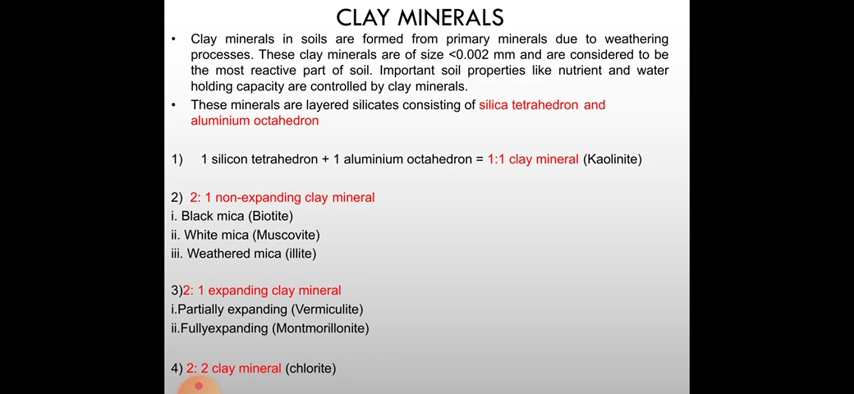 CLAY MINERALS
• Clay minerals in soils are formed from primary minerals due to weathering
processes. These clay minerals are of size <0.002 mm and are considered to be
the most reactive part of soil. Important soil properties like nutrient and water
holding capacity are controlled by clay minerals.
• These minerals are layered silicates consisting of silica tetrahedron and
aluminium octahedron
1) 1 silicon tetrahedron + 1 aluminium octahedron = 1:1 clay mineral (Kaolinite)
2) 2: 1 non-expanding clay mineral
i. Black mica (Biotite)
ii. White mica (Muscovite)
iii. Weathered mica (illite)
3)2: 1 expanding clay mineral
i.Partially expanding (Vermiculite)
ii.Fullyexpanding (Montmorillonite)
4) 2: 2 clay mineral (chlorite)